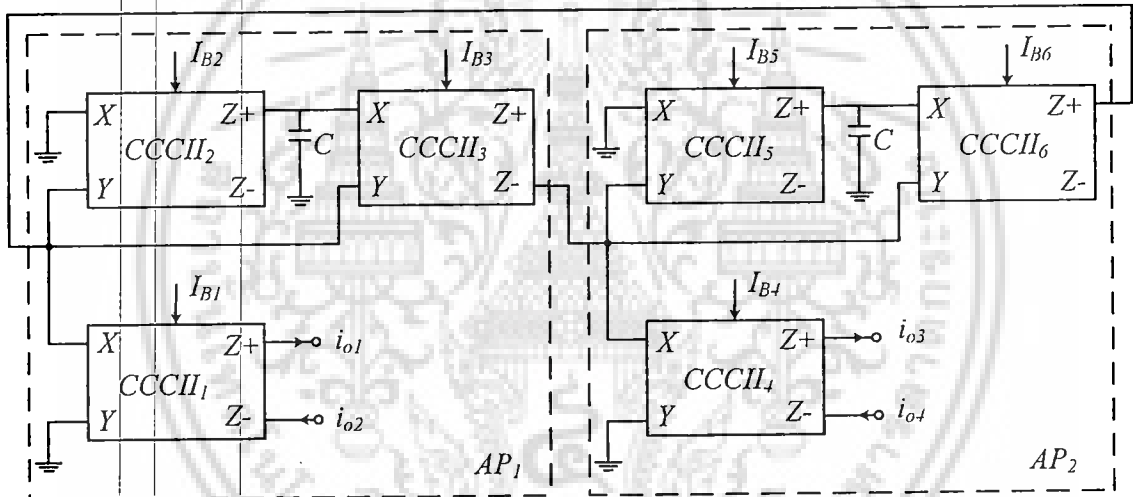 I_{B2}
I_{B3}
I_{B5}
I_{B6}
X Z+
CCCII_2
Y Z-
C
X Z+
CCCII_3
Y Z-
X Z+
CCCII_5
Y Z-
C
X Z+
CCCII_6
Y Z-
I_{B1}
X Z+
CCCII_1
Y Z-
i_{o1}
i_{o2}
AP_1
I_{B4}
X Z+
CCCII_4
Y Z-
i_{o3}
i_{o4}
AP_2